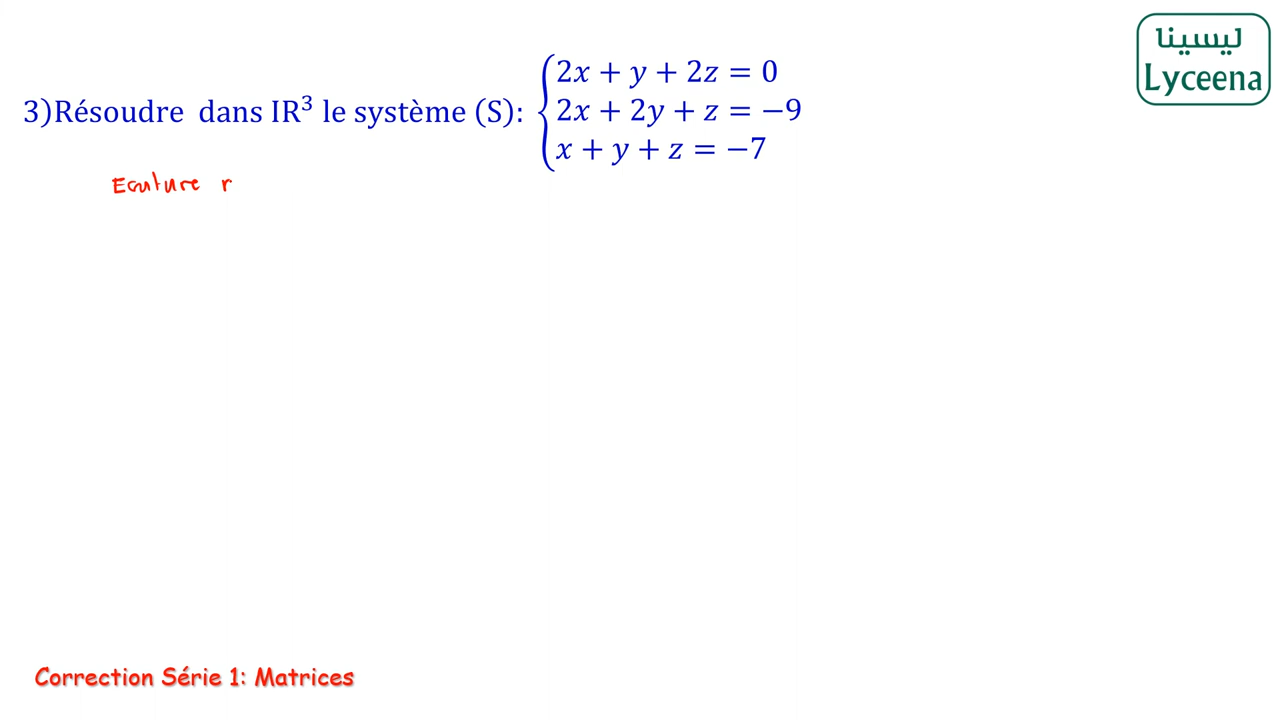 ليسينا
Lyceena
2x + y + 2z = 0
3)Résoudre dans IR³ le système (S): 2x + 2y + z = −9
x + y + z = −7
Ecriture r
Correction Série 1: Matrices